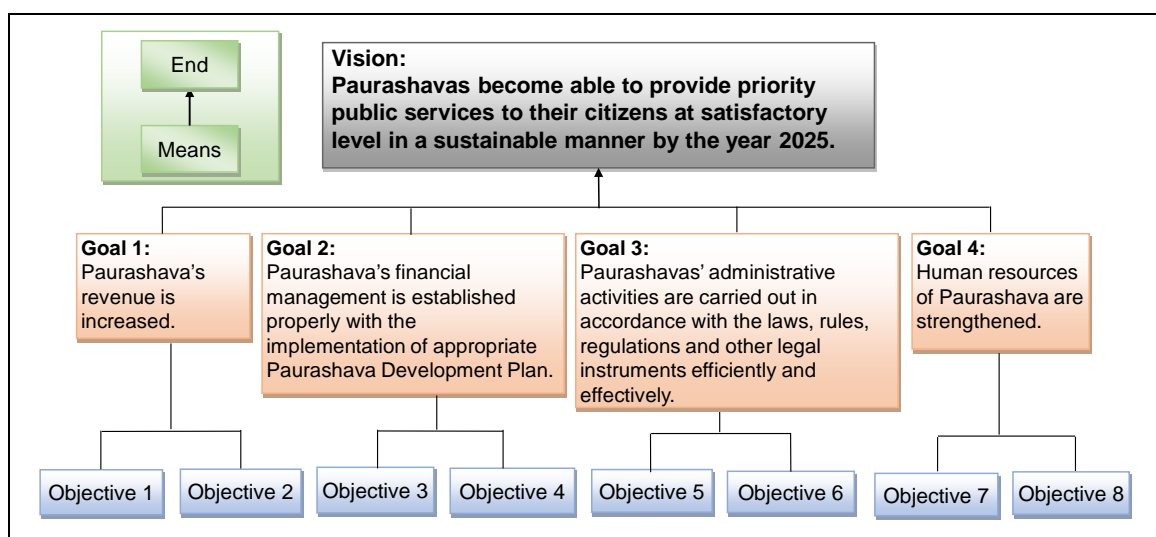 End
Means
Vision:
Paurashavas become able to provide priority
public services to their citizens at satisfactory
level in a sustainable manner by the year 2025.
Goal 1:
Paurashava’s
revenue is
increased.
Goal 2:
Paurashava’s financial
management is established
properly with the
implementation of appropriate
Paurashava Development Plan.
Goal 3:
Paurashavas’ administrative
activities are carried out in
accordance with the laws, rules,
regulations and other legal
instruments efficiently and
effectively.
Goal 4:
Human resources
of Paurashava are
strengthened.
Objective 1
Objective 2
Objective 3
Objective 4
Objective 5
Objective 6
Objective 7
Objective 8